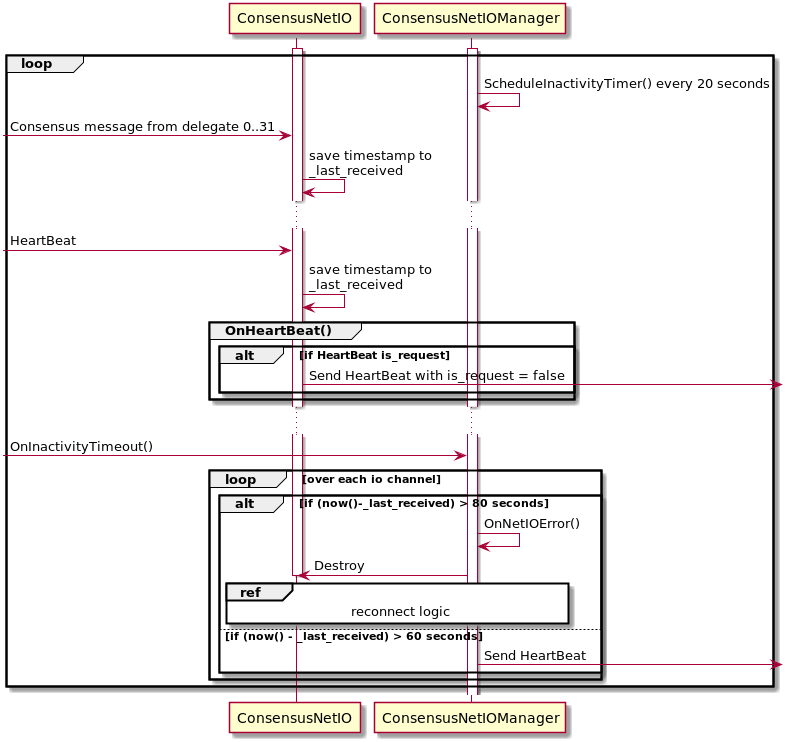 ConsensusNetIO
ConsensusNetIOManager
loop
ScheduleInactivityTimer() every 20 seconds
Consensus message from delegate 0..31
save timestamp to
_last_received
HeartBeat
save timestamp to
_last_received
OnHeartBeat()
alt
[if HeartBeat is_request]
Send HeartBeat with is_request = false
OnInactivityTimeout()
loop
[over each io channel]
alt
[if (now()-_last_received) > 80 seconds]
OnNetIOError()
Destroy
ref
reconnect logic
[if (now() - _last_received) > 60 seconds]
Send HeartBeat
ConsensusNetIO
ConsensusNetIOManager